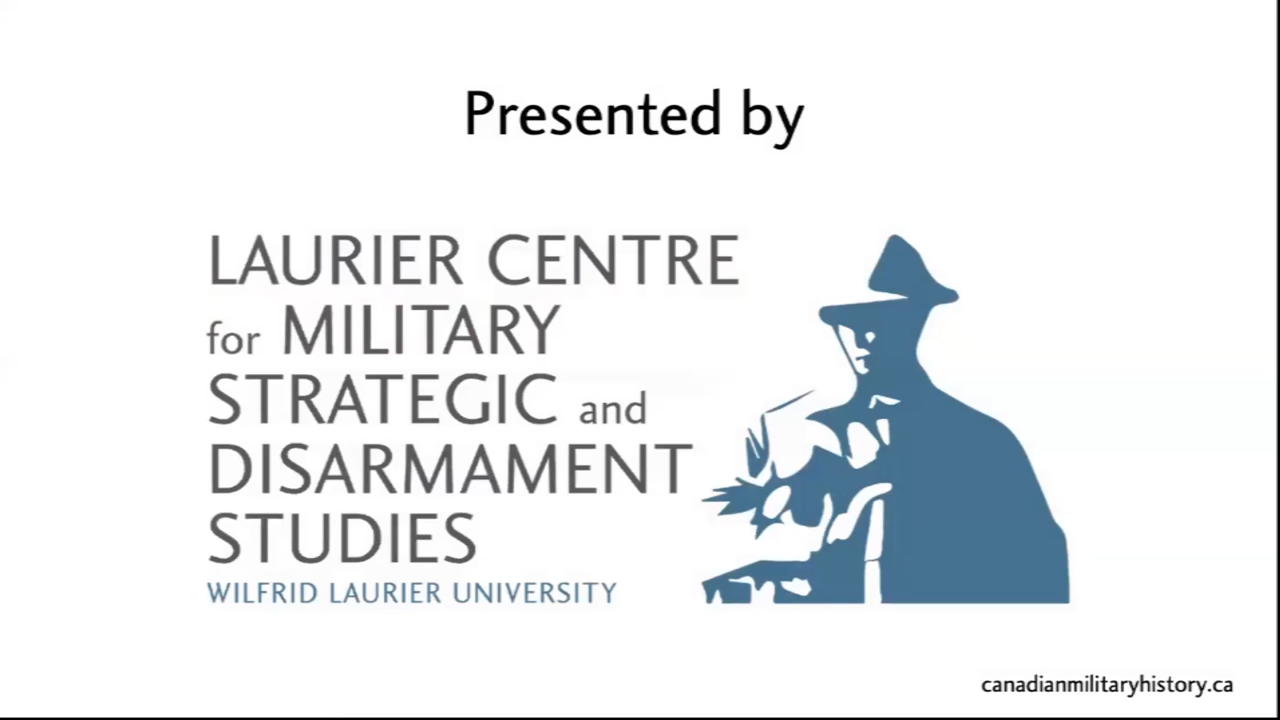 Presented by
LAURIER CENTRE
for MILITARY
STRATEGIC and
DISARMAMENT
STUDIES
WILFRID LAURIER UNIVERSITY
canadianmilitaryhistory.ca